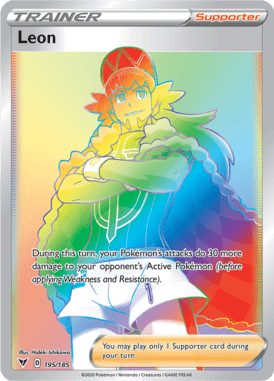 TRAINER Supporter
Leon
During this turn, your Pokémon's attacks do 30 more
damage to your opponent's Active Pokémon (before
applying Weakness and Resistance).
Illus. Hideki Ishikawa
D 195/185
You may play only 1 Supporter card during
your turn.
©2020 Pokémon / Nintendo / Creatures / GAME FREAK